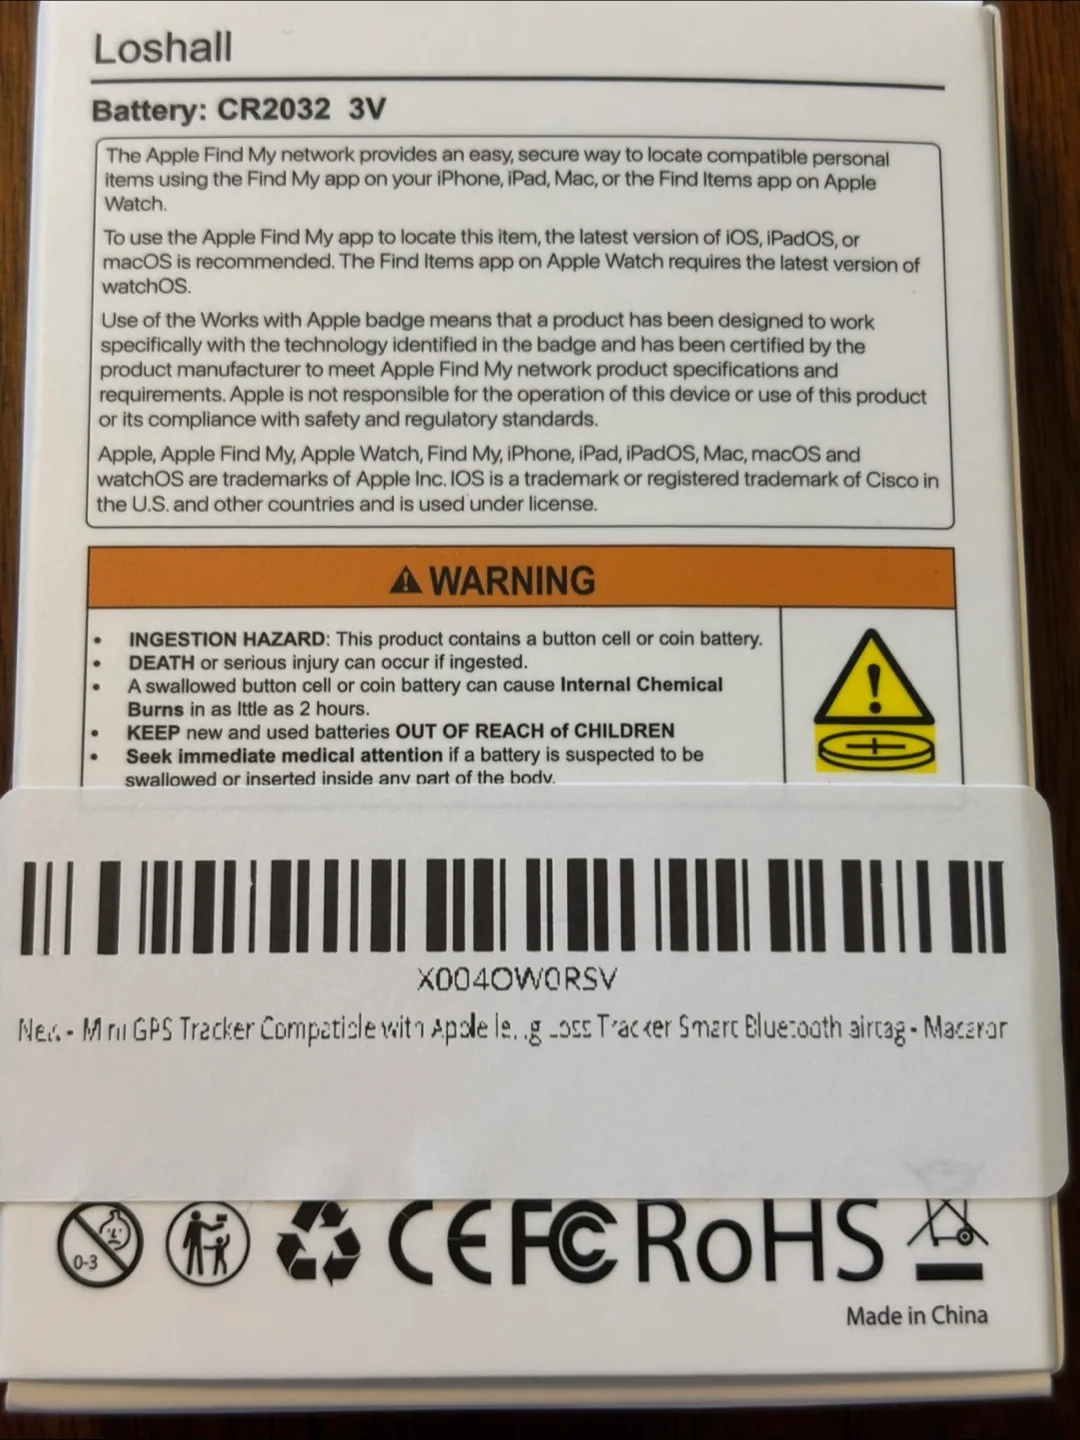 Loshall
Battery: CR2032 3V
The Apple Find My network provides an easy, secure way to locate compatible personal
items using the Find My app on your iPhone, iPad, Mac, or the Find Items app on Apple
Watch.
To use the Apple Find My app to locate this item, the latest version of iOS, iPadOS, or
macOS is recommended. The Find Items app on Apple Watch requires the latest version of
watchOS.
Use of the Works with Apple badge means that a product has been designed to work
specifically with the technology identified in the badge and has been certified by the
product manufacturer to meet Apple Find My network product specifications and
requirements. Apple is not responsible for the operation of this device or use of this product
or its compliance with safety and regulatory standards.
Apple, Apple Find My, Apple Watch, Find My, iPhone, iPad, iPadOS, Mac, macOS and
watchOS are trademarks of Apple Inc. IOS is a trademark or registered trademark of Cisco in
the U.S. and other countries and is used under license.
WARNING
• INGESTION HAZARD: This product contains a button cell or coin battery.
• DEATH or serious injury can occur if ingested.
• A swallowed button cell or coin battery can cause Internal Chemical
Burns in as lttle as 2 hours.
• KEEP new and used batteries OUT OF REACH of CHILDREN
• Seek immediate medical attention if a battery is suspected to be
swallowed or inserted inside any part of the body.
X004OW0RSV
- Mini GPS Tracker Compatible with Apple Loss Tracker Smart Bluetooth airtag - Macaron
0-3
CE FC RoHS
Made in China